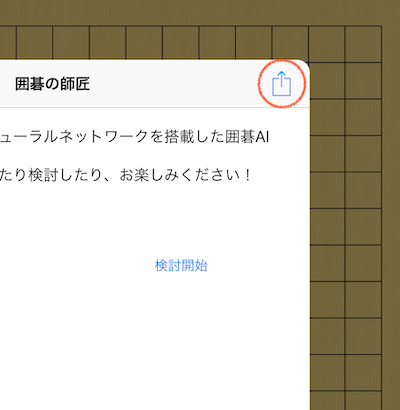 囲碁の師匠
ューラルネットワークを搭載した囲碁AI
たり検討したり、お楽しみください！
検討開始